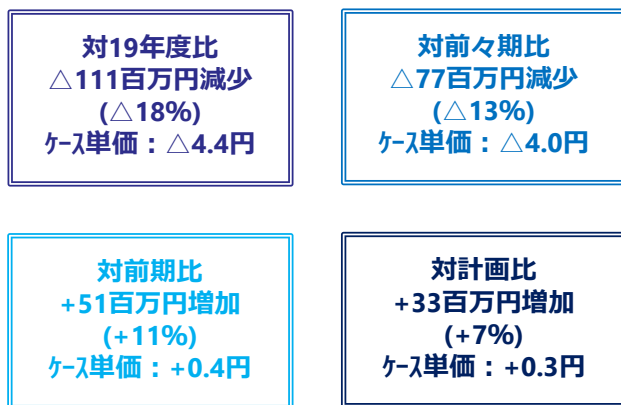 対19年度比
△111百万円減少
(△18%)
ｹｰｽ単価：△4.4円
対前々期比
△77百万円減少
(△13%)
ｹｰｽ単価：△4.0円
対前期比
+51百万円増加
(+11%)
ｹｰｽ単価：+0.4円
対計画比
+33百万円増加
(+7%)
ｹｰｽ単価：+0.3円